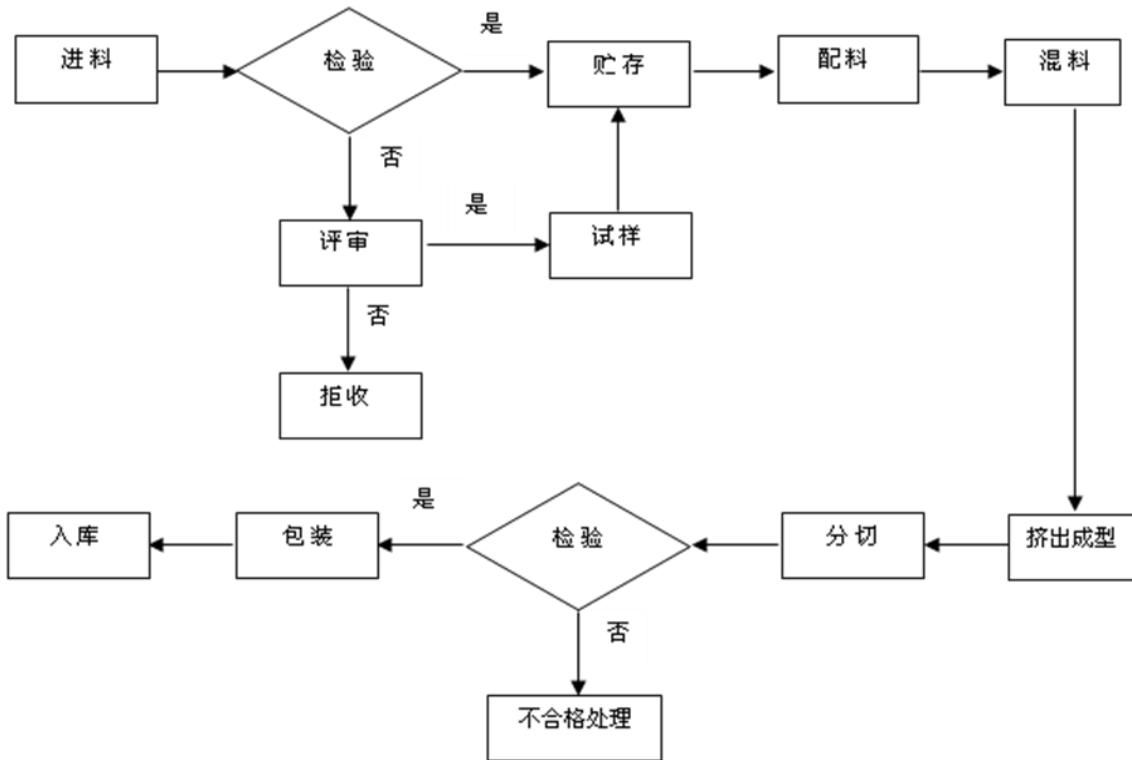 进料
检验
是
贮存
配料
混料
否
评审
是
试样
否
拒收
入库
包装
是
检验
分切
挤出成型
否
不合格处理